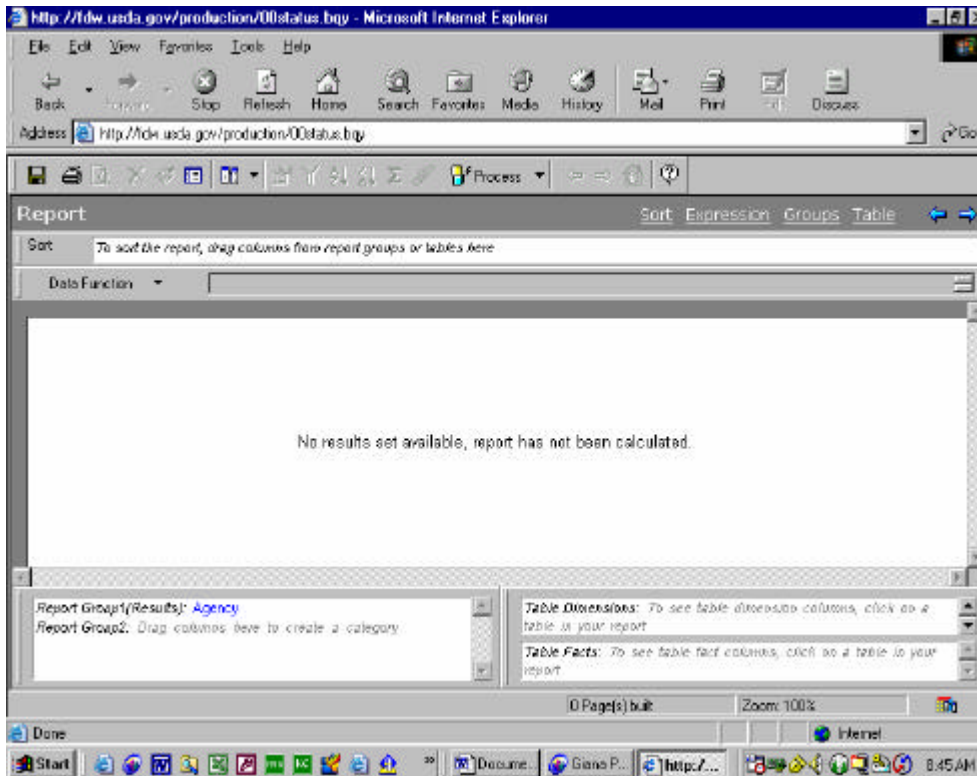 http://fdw.usda.gov/production/00status.bqy - Microsoft Internet Explorer
File Edit View Favorites Tools Help
Back Forward Stop Refresh Home Search Favorites Media History Mail Print Edit Discuss
Address http://fdw.usda.gov/production/00status.bqy Go
Process
Report Sort Expression Groups Table
Sort To sort the report, drag columns from report groups or tables here
Data Function
No results set available, report has not been calculated.
Report Group1(Results): Agency
Report Group2: Drag columns here to create a category
Table Dimensions: To see table dimension columns, click on a
table in your report
Table Facts: To see table fact columns, click on a table in your
report
0 Page(s) built Zoom: 100%
Done Internet
Start Docume... Giana P... http:/... 8:45 AM